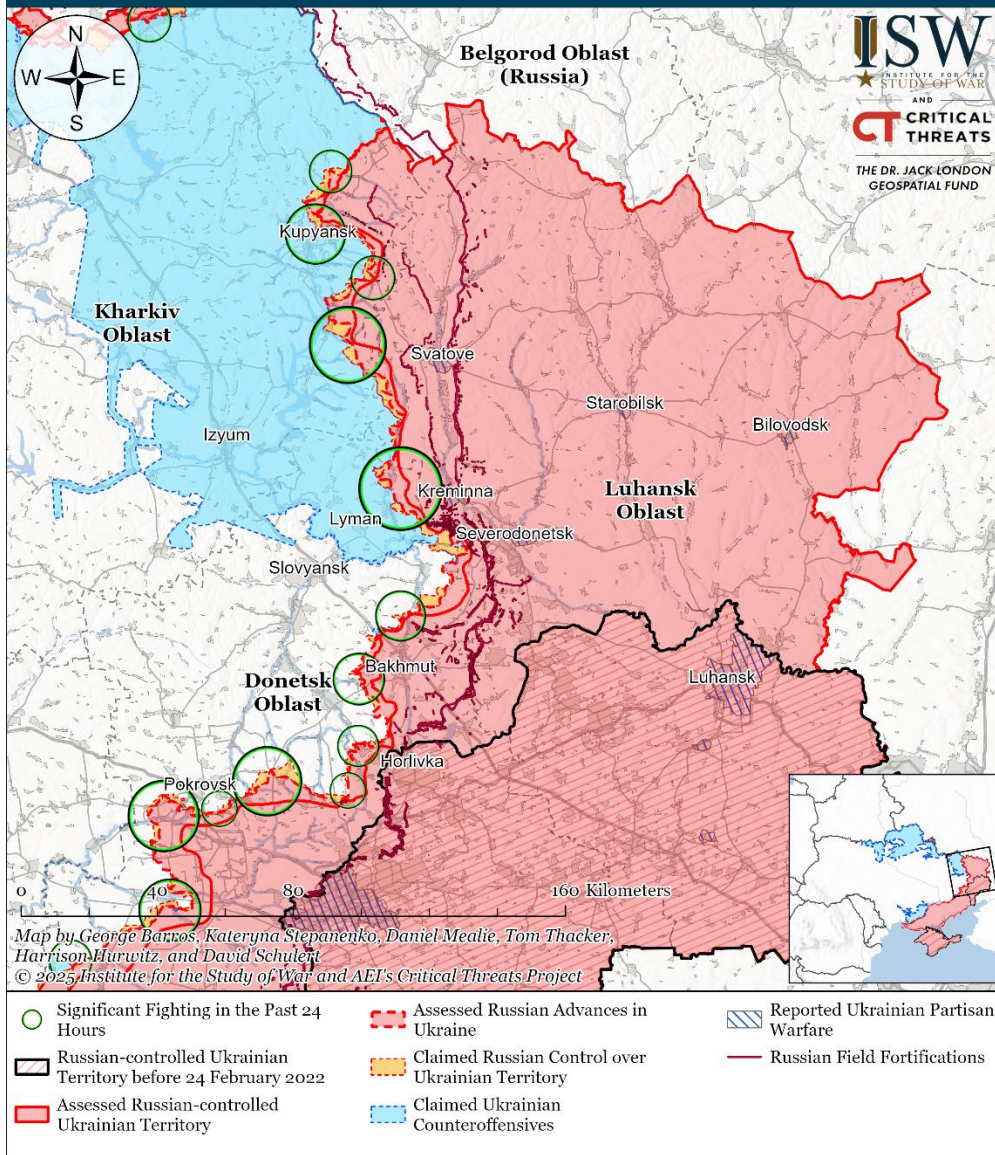 N
W
E
S
Belgorod Oblast
(Russia)
ISW
INSTITUTE FOR THE
STUDY OF WAR
AND
CT CRITICAL
THREATS
THE DR. JACK LONDON
GEOSPATIAL FUND
Kupyansk
Kharkiv
Oblast
Svatove
Starobilsk
Bilovodsk
Izyum
Kreminna
Luhansk
Oblast
Lyman
Severodonetsk
Slovyansk
Bakhmut
Luhansk
Donetsk
Oblast
Horlivka
Pokrovsk
0
40
80
160 Kilometers
Map by George Barros, Kateryna Stepanenko, Daniel Mealie, Tom Thacker,
Harrison Hurwitz, and David Schulert
© 2025 Institute for the Study of War and AEI's Critical Threats Project
Significant Fighting in the Past 24
Hours
Russian-controlled Ukrainian
Territory before 24 February 2022
Assessed Russian-controlled
Ukrainian Territory
Assessed Russian Advances in
Ukraine
Claimed Russian Control over
Ukrainian Territory
Claimed Ukrainian
Counteroffensives
Reported Ukrainian Partisan
Warfare
Russian Field Fortifications